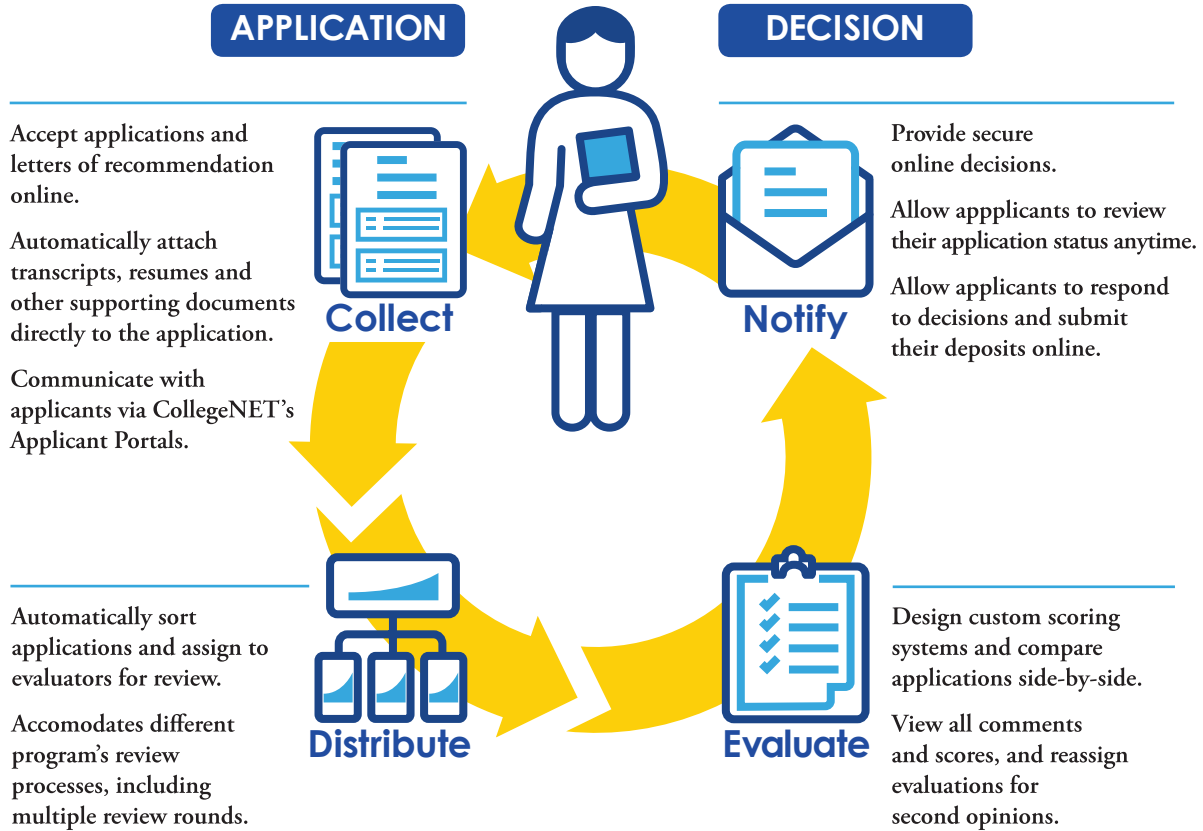 APPLICATION
Accept applications and
letters of recommendation
online.
Automatically attach
transcripts, resumes and
other supporting documents
directly to the application.
Communicate with
applicants via CollegeNET’s
Applicant Portals.
Collect
Automatically sort
applications and assign to
evaluators for review.
Accomodates different
program’s review
processes, including
multiple review rounds.
Distribute
DECISION
Notify
Provide secure
online decisions.
Allow appplicants to review
their application status anytime.
Allow applicants to respond
to decisions and submit
their deposits online.
Evaluate
Design custom scoring
systems and compare
applications side-by-side.
View all comments
and scores, and reassign
evaluations for
second opinions.